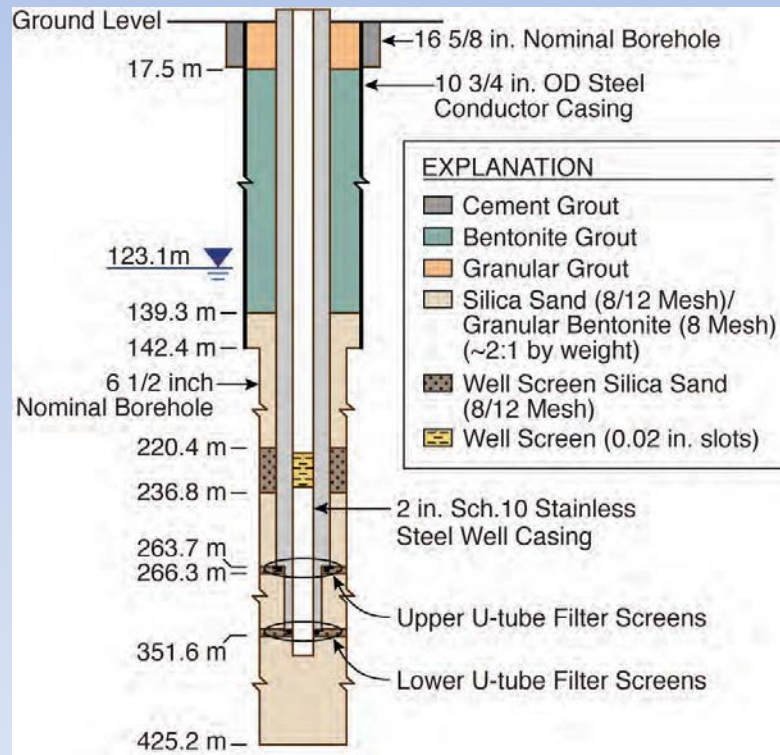 Ground Level
16 5/8 in. Nominal Borehole
17.5 m
10 3/4 in. OD Steel
Conductor Casing
EXPLANATION
Cement Grout
Bentonite Grout
Granular Grout
Silica Sand (8/12 Mesh)/
Granular Bentonite (8 Mesh)
(~2:1 by weight)
Well Screen Silica Sand
(8/12 Mesh)
Well Screen (0.02 in. slots)
123.1m
139.3 m
142.4 m
6 1/2 inch
Nominal Borehole
220.4 m
236.8 m
2 in. Sch.10 Stainless
Steel Well Casing
263.7 m
266.3 m
Upper U-tube Filter Screens
351.6 m
Lower U-tube Filter Screens
425.2 m